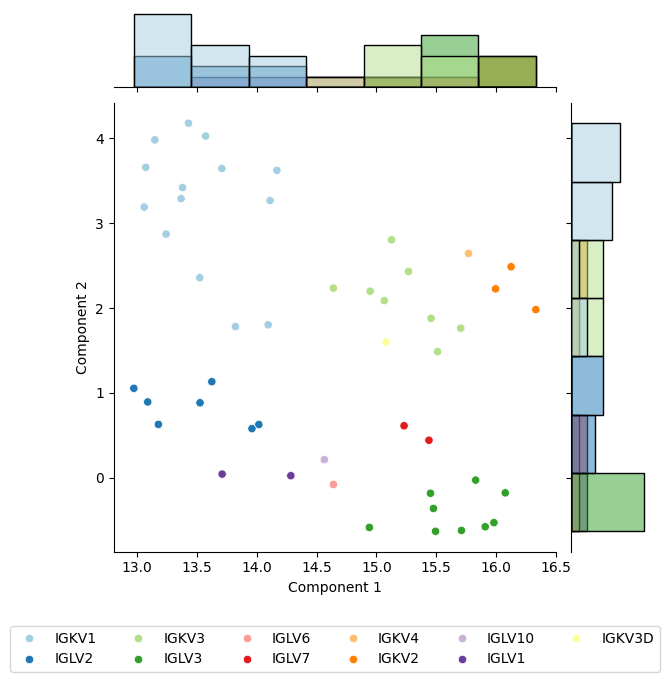 4
3
2
1
0
Component 2
13.0 13.5 14.0 14.5 15.0 15.5 16.0 16.5
Component 1
IGKV1 IGKV3 IGLV6 IGKV4 IGLV10 IGKV3D
IGLV2 IGLV3 IGLV7 IGKV2 IGLV1